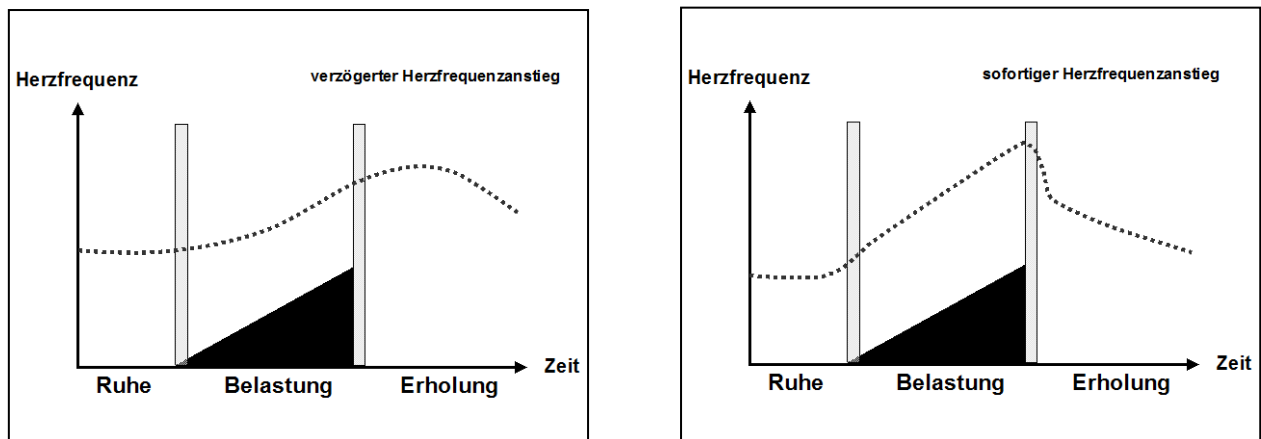 Herzfrequenz
verzögerter Herzfrequenzanstieg
Zeit
Ruhe
Belastung
Erholung
Herzfrequenz
sofortiger Herzfrequenzanstieg
Zeit
Ruhe
Belastung
Erholung